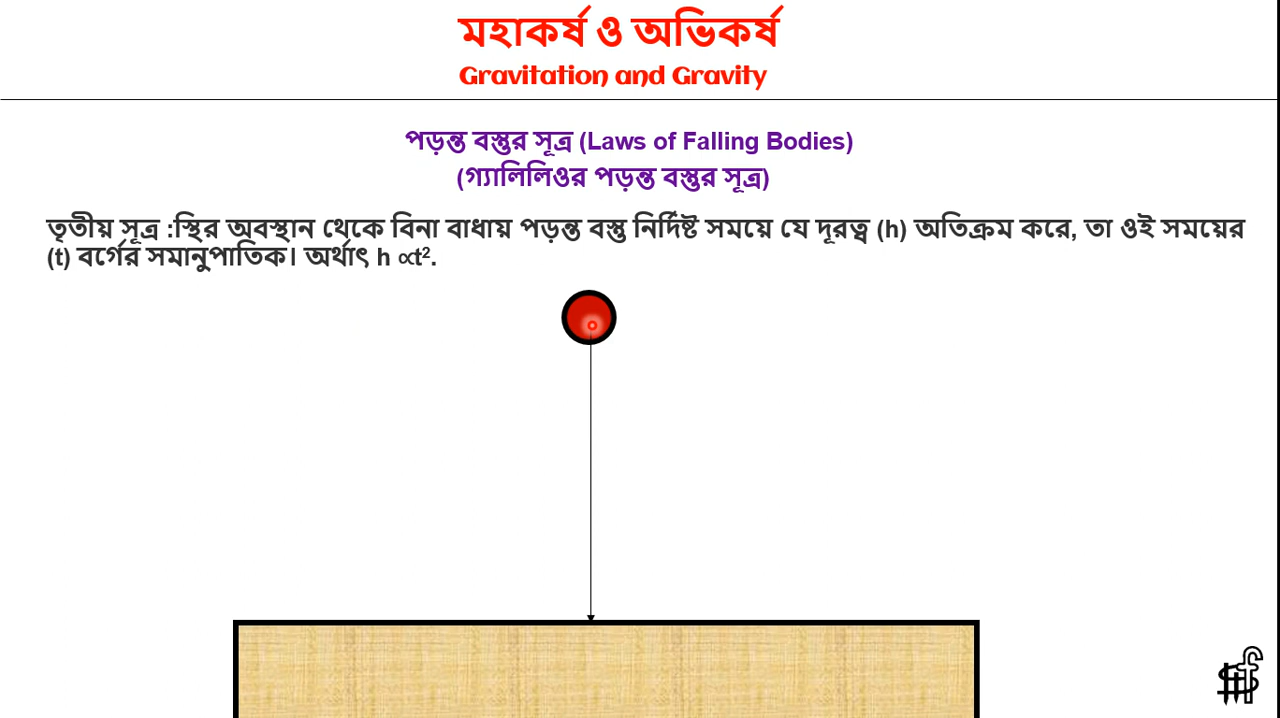 মহাকর্ষ ও অভিকর্ষ
Gravitation and Gravity
পড়ন্ত বস্তুর সূত্র (Laws of Falling Bodies)
(গ্যালিলিওর পড়ন্ত বস্তুর সূত্র)
তৃতীয় সূত্র :স্থির অবস্থান থেকে বিনা বাধায় পড়ন্ত বস্তু নির্দিষ্ট সময়ে যে দূরত্ব (h) অতিক্রম করে, তা ওই সময়ের
(t) বর্গের সমানুপাতিক। অর্থাৎ h ∝t².